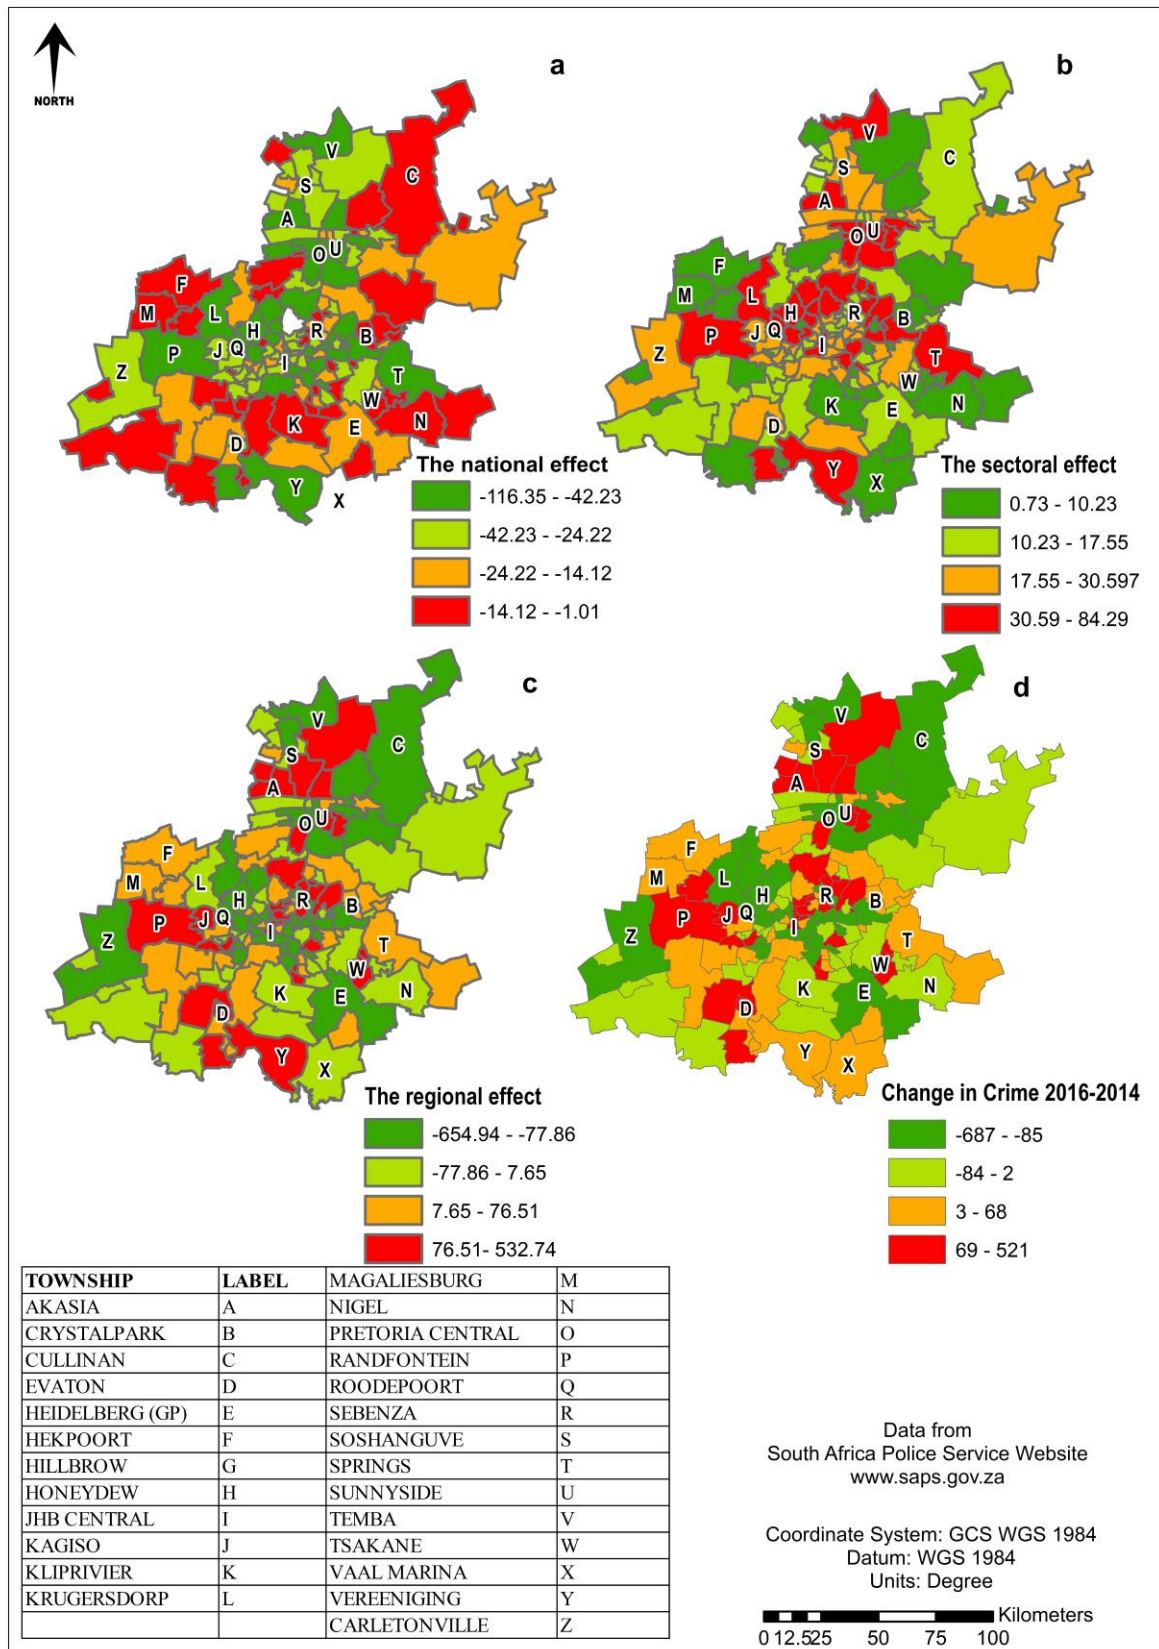 NORTH
a
V
S
C
A
O U
F
M
L
H
R
B
P
J Q
I
Z
T
W
K
E
N
D
Y
X
The national effect
-116.35 - -42.23
-42.23 - -24.22
-24.22 - -14.12
-14.12 - -1.01
b
V
S
C
A
O U
F
M
L
H
R
B
P
J Q
I
Z
T
W
K
E
N
D
Y
X
The sectoral effect
0.73 - 10.23
10.23 - 17.55
17.55 - 30.597
30.59 - 84.29
c
V
S
C
A
O U
F
M
L
H
R
B
P
J Q
I
Z
T
W
K
E
N
D
Y
X
The regional effect
-654.94 - -77.86
-77.86 - 7.65
7.65 - 76.51
76.51- 532.74
d
V
S
C
A
O U
F
M
L
H
R
B
P
J Q
I
Z
T
W
K
E
N
D
Y
X
Change in Crime 2016-2014
-687 - -85
-84 - 2
3 - 68
69 - 521
TOWNSHIP LABEL MAGALIESBURG M
AKASIA A NIGEL N
CRYSTALPARK B PRETORIA CENTRAL O
CULLINAN C RANDFONTEIN P
EVATON D ROODEPOORT Q
HEIDELBERG (GP) E SEBENZA R
HEKPOORT F SOSHANGUVE S
HILLBROW G SPRINGS T
HONEYDEW H SUNNYSIDE U
JHB CENTRAL I TEMBA V
KAGISO J TSAKANE W
KLIPRIVIER K VAAL MARINA X
KRUGERSDORP L VEREENIGING Y
CARLETONVILLE Z
Data from
South Africa Police Service Website
www.saps.gov.za
Coordinate System: GCS WGS 1984
Datum: WGS 1984
Units: Degree
Kilometers
0 12.525 50 75 100